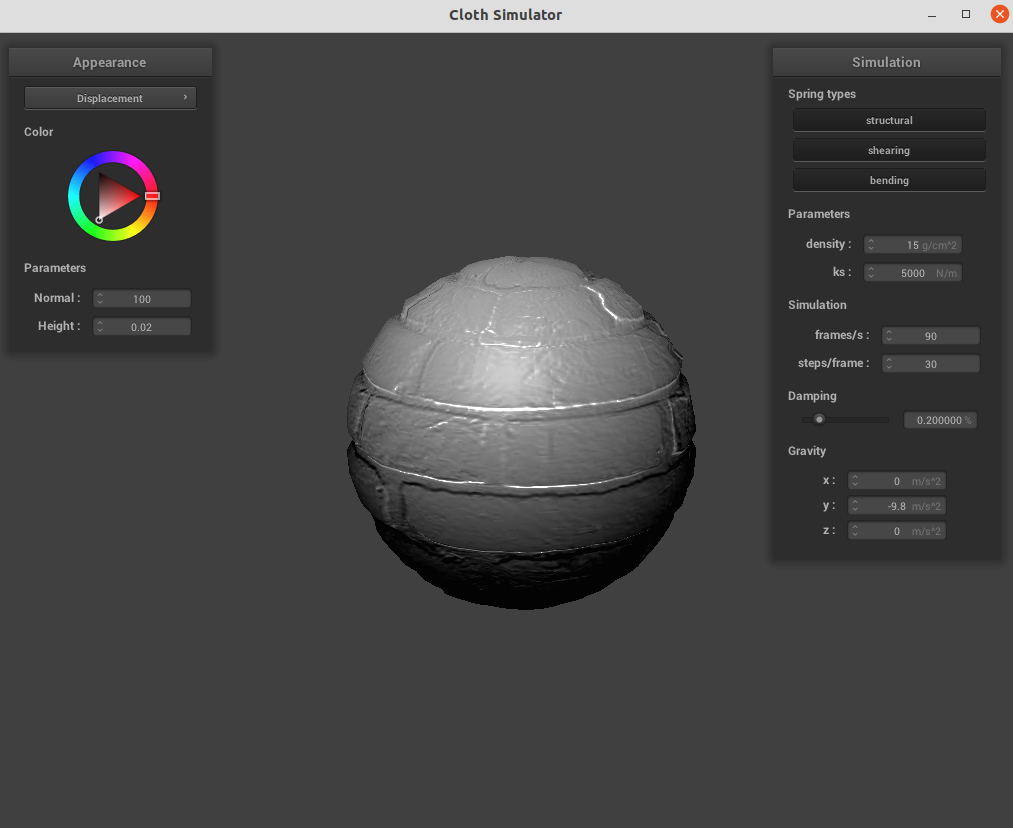 Cloth Simulator
Appearance
Displacement
Color
Parameters
Normal : 100
Height : 0.02
Simulation
Spring types
structural
shearing
bending
Parameters
density : 15 g/cm^2
ks : 5000 N/m
Simulation
frames/s : 90
steps/frame : 30
Damping
0.200000 %
Gravity
x : 0 m/s^2
y : -9.8 m/s^2
z : 0 m/s^2